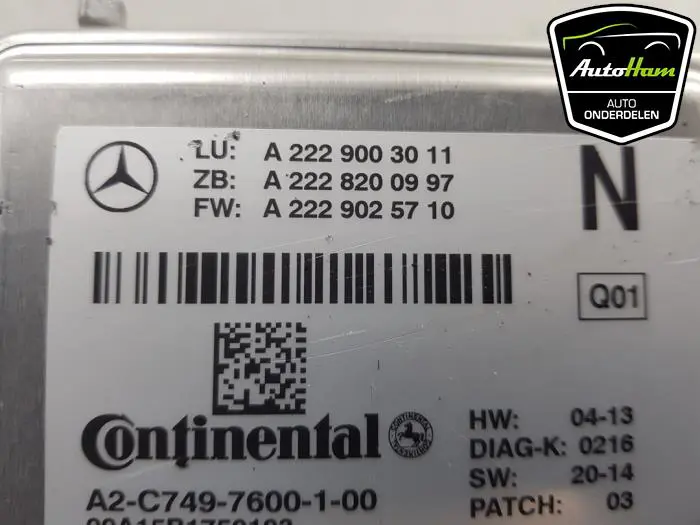 AutoHam
AUTO
ONDERDELEN
LU: A 222 900 30 11
ZB: A 222 820 09 97
FW: A 222 902 57 10
N
Q01
Continental
CONTINENTAL
HW: 04-13
DIAG-K: 0216
SW: 20-14
PATCH: 03
A2-C749-7600-1-00